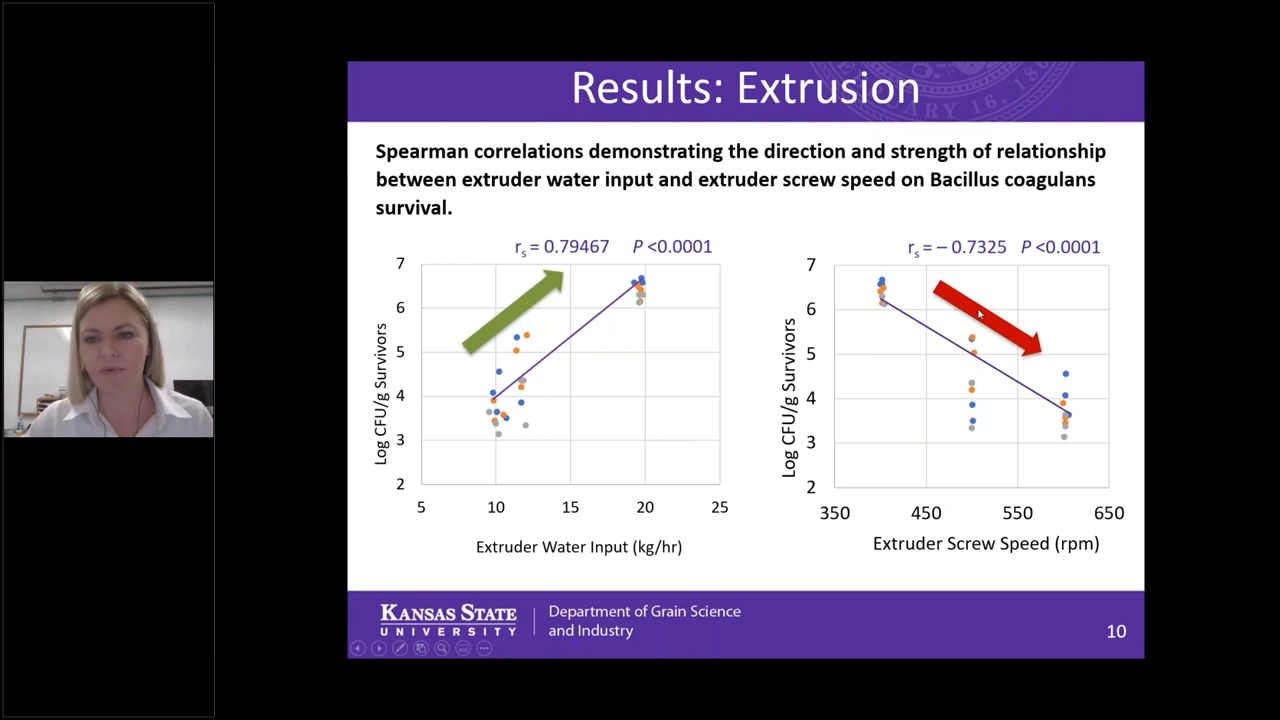 Results: Extrusion
Spearman correlations demonstrating the direction and strength of relationship
between extruder water input and extruder screw speed on Bacillus coagulans
survival.
rs = 0.79467 P <0.0001
7
6
5
4
3
2
Log CFU/g Survivors
5 10 15 20 25
Extruder Water Input (kg/hr)
rs = – 0.7325 P <0.0001
7
6
5
4
3
2
Log CFU/g Survivors
350 450 550 650
Extruder Screw Speed (rpm)
KANSAS STATE
UNIVERSITY
Department of Grain Science
and Industry
10